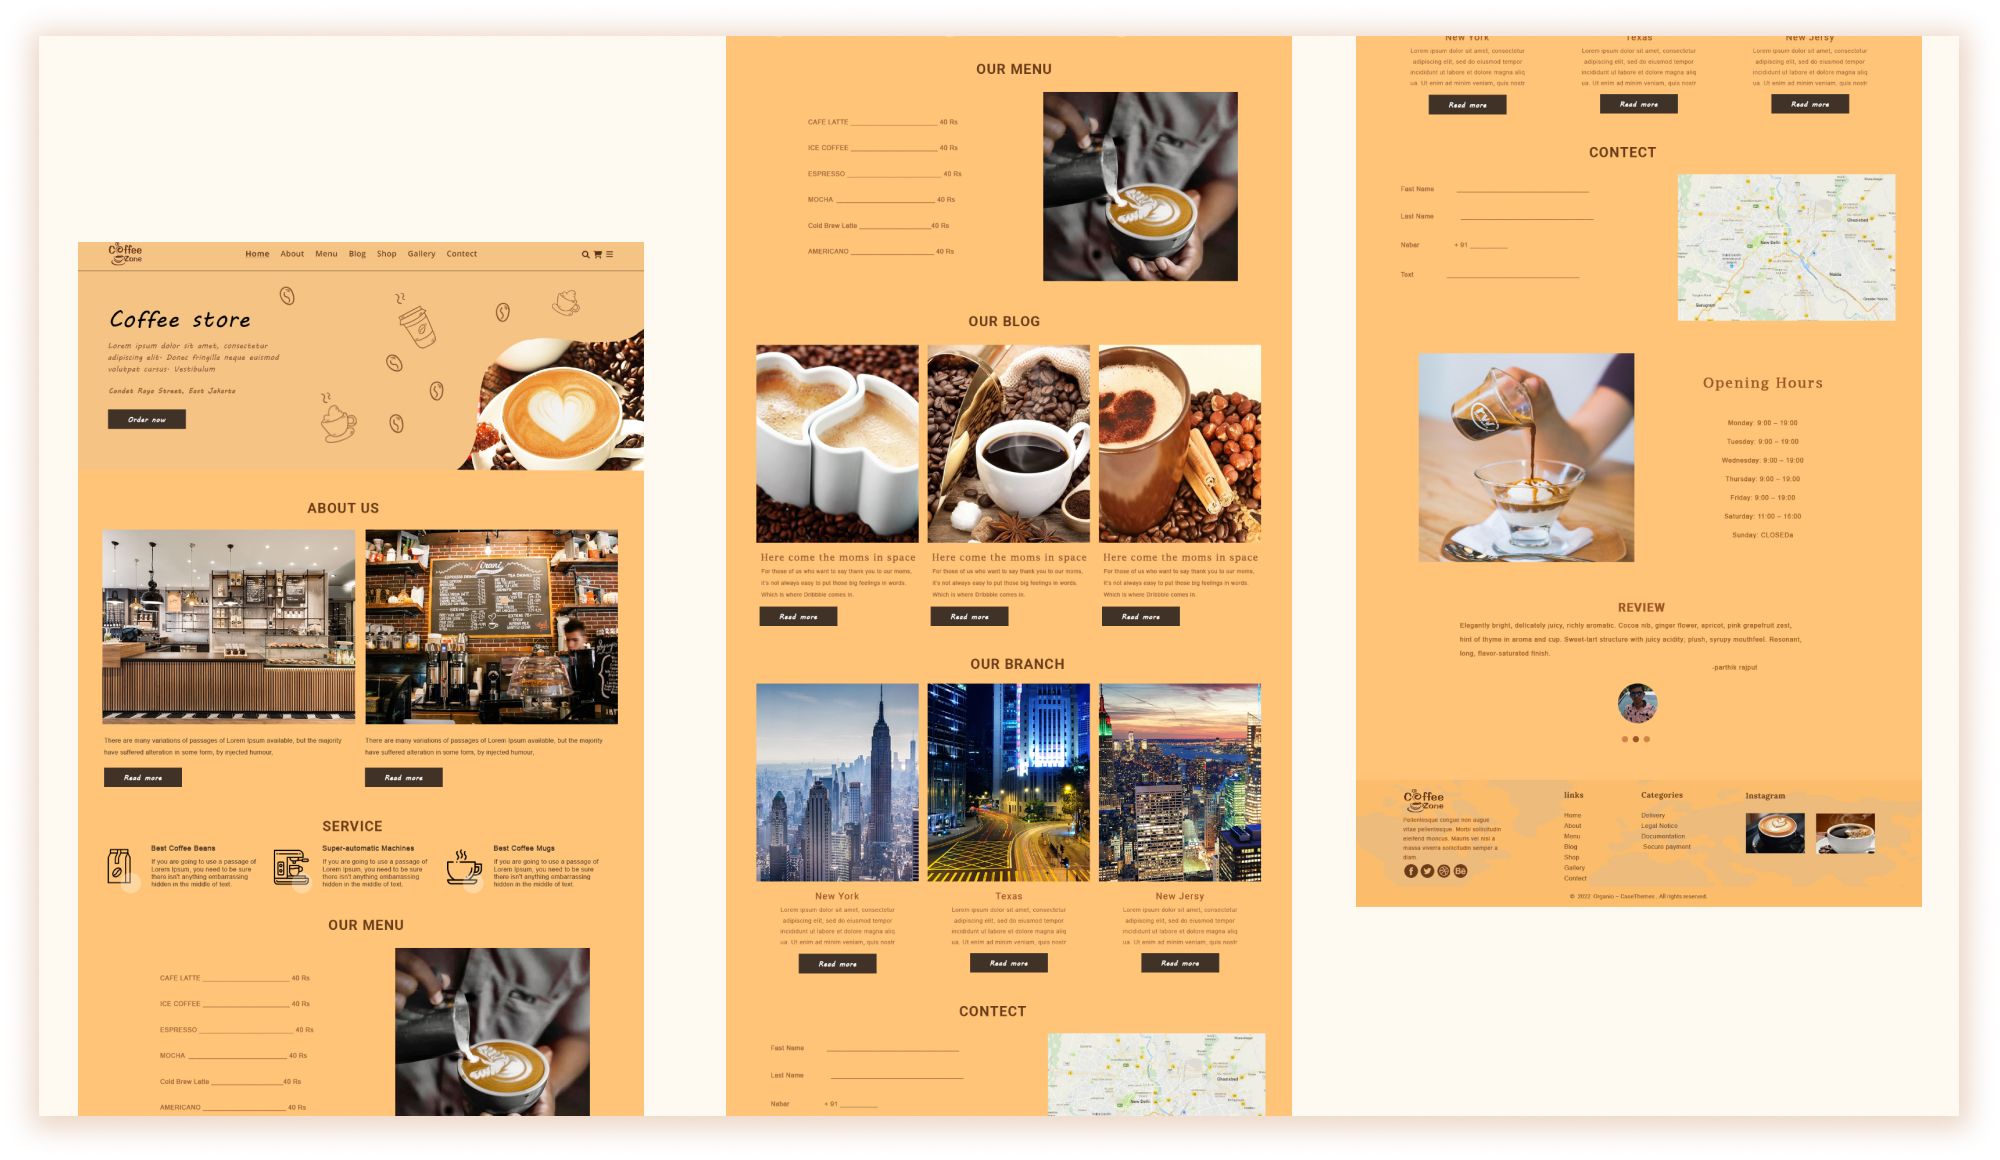 Coffee
Zone
Home About Menu Blog Shop Gallery Contect
Coffee store
Lorem ipsum dolor sit amet, consectetur
adipiscing elit. Donec fringilla neque euismod
volutpat cursus. Vestibulum
Condet Raya Street, East Jakarta
Order now
ABOUT US
There are many variations of passages of Lorem Ipsum available, but the majority
have suffered alteration in some form, by injected humour,
Read more
There are many variations of passages of Lorem Ipsum available, but the majority
have suffered alteration in some form, by injected humour,
Read more
SERVICE
Best Coffee Beans
If you are going to use a passage of
Lorem Ipsum, you need to be sure
there isn't anything embarrassing
hidden in the middle of text.
Super-automatic Machines
If you are going to use a passage of
Lorem Ipsum, you need to be sure
there isn't anything embarrassing
hidden in the middle of text.
Best Coffee Mugs
If you are going to use a passage of
Lorem Ipsum, you need to be sure
there isn't anything embarrassing
hidden in the middle of text.
OUR MENU
CAFE LATTE 40 Rs
ICE COFFEE 40 Rs
ESPRESSO 40 Rs
MOCHA 40 Rs
Cold Brew Latte 40 Rs
AMERICANO 40 Rs
OUR MENU
CAFE LATTE 40 Rs
ICE COFFEE 40 Rs
ESPRESSO 40 Rs
MOCHA 40 Rs
Cold Brew Latte 40 Rs
AMERICANO 40 Rs
OUR BLOG
Here come the moms in space
For those of us who want to say thank you to our moms,
it's not always easy to put those big feelings in words.
Which is where Dribbble comes in.
Read more
Here come the moms in space
For those of us who want to say thank you to our moms,
it's not always easy to put those big feelings in words.
Which is where Dribbble comes in.
Read more
Here come the moms in space
For those of us who want to say thank you to our moms,
it's not always easy to put those big feelings in words.
Which is where Dribbble comes in.
Read more
OUR BRANCH
New York
Lorem ipsum dolor sit amet, consectetur
adipiscing elit, sed do eiusmod tempor
incididunt ut labore et dolore magna aliq
ua. Ut enim ad minim veniam, quis nostr
Read more
Texas
Lorem ipsum dolor sit amet, consectetur
adipiscing elit, sed do eiusmod tempor
incididunt ut labore et dolore magna aliq
ua. Ut enim ad minim veniam, quis nostr
Read more
New Jersy
Lorem ipsum dolor sit amet, consectetur
adipiscing elit, sed do eiusmod tempor
incididunt ut labore et dolore magna aliq
ua. Ut enim ad minim veniam, quis nostr
Read more
CONTECT
Fast Name
Last Name
Nabar + 91
New Delhi
Ghaziabad
New York
Lorem ipsum dolor sit amet, consectetur
adipiscing elit, sed do eiusmod tempor
incididunt ut labore et dolore magna aliq
ua. Ut enim ad minim veniam, quis nostr
Read more
Texas
Lorem ipsum dolor sit amet, consectetur
adipiscing elit, sed do eiusmod tempor
incididunt ut labore et dolore magna aliq
ua. Ut enim ad minim veniam, quis nostr
Read more
New Jersy
Lorem ipsum dolor sit amet, consectetur
adipiscing elit, sed do eiusmod tempor
incididunt ut labore et dolore magna aliq
ua. Ut enim ad minim veniam, quis nostr
Read more
CONTECT
Fast Name
Last Name
Nabar + 91
Text
Ghaziabad
New Delhi
Noida
Opening Hours
Monday: 9:00 – 19:00
Tuesday: 9:00 – 19:00
Wednesday: 9:00 – 19:00
Thursday: 9:00 – 19:00
Friday: 9:00 – 19:00
Saturday: 11:00 – 16:00
Sunday: CLOSEDa
REVIEW
Elegantly bright, delicately juicy, richly aromatic. Cocoa nib, ginger flower, apricot, pink grapefruit zest,
hint of thyme in aroma and cup. Sweet-tart structure with juicy acidity; plush, syrupy mouthfeel. Resonant,
long, flavor-saturated finish.
-parthik rajput
Coffee
Zone
Pellentesque congue non augue
vitae pellentesque. Morbi sollicitudin
eleifend rhoncus. Mauris vel nisi a
massa viverra sollicitudin semper a
diam.
links
Home
About
Menu
Blog
Shop
Gallery
Contect
Categories
Delivery
Legal Notice
Documentation
Secure payment
Instagram
© 2022 Organio – CaseThemes. All rights reserved.